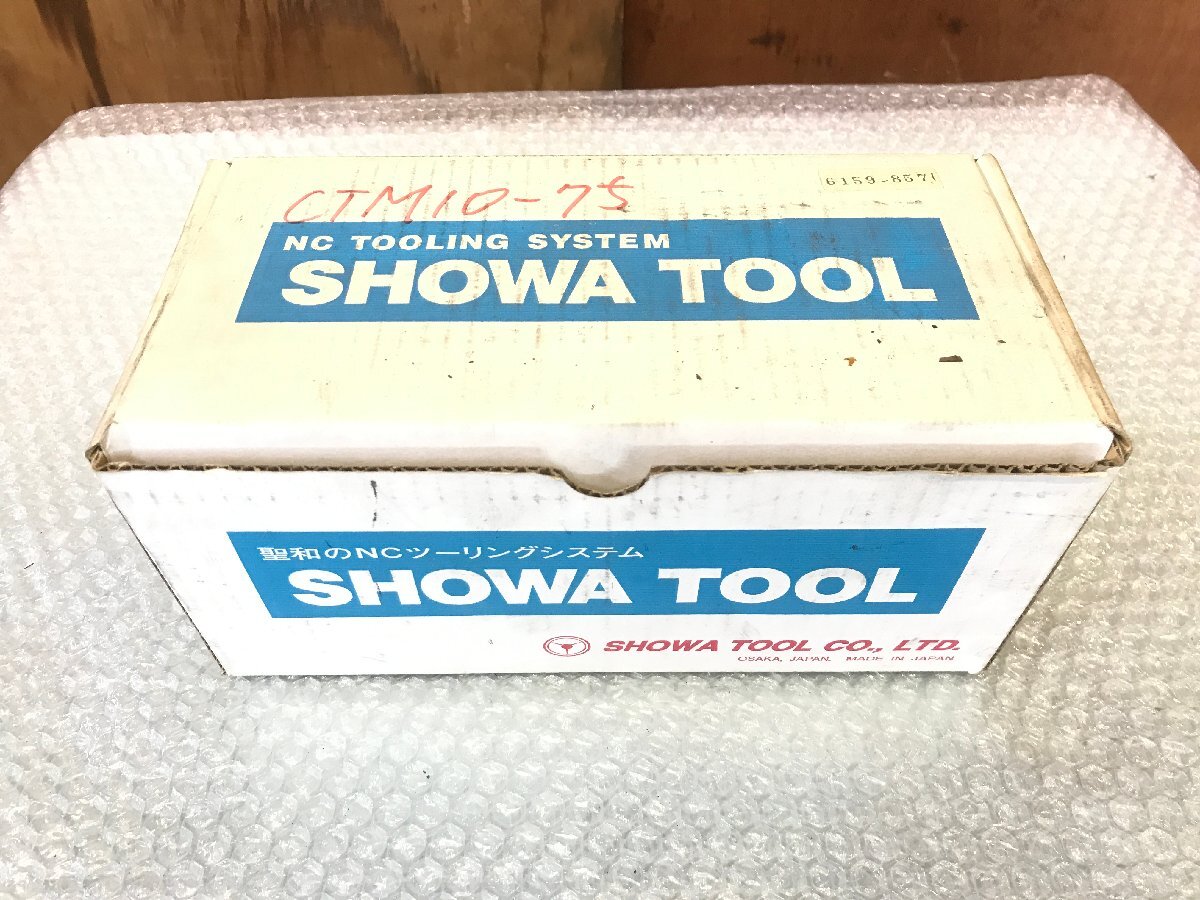 CTM10-75
6159-8571
NC TOOLING SYSTEM
SHOWA TOOL
聖和のNCツーリングシステム
SHOWA TOOL
SHOWA TOOL CO., LTD.
OSAKA, JAPAN. MADE IN JAPAN